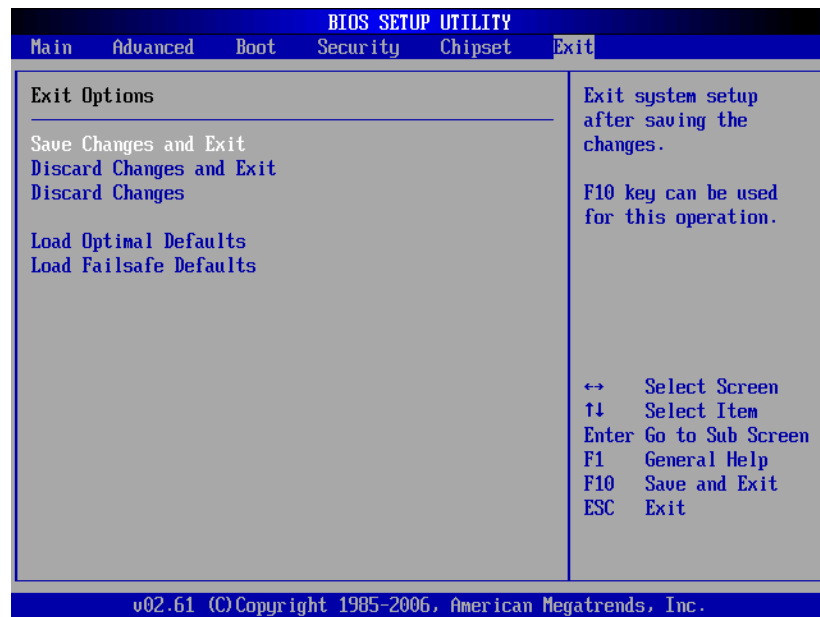 BIOS SETUP UTILITY
Main Advanced Boot Security Chipset Exit
Exit Options
Save Changes and Exit
Discard Changes and Exit
Discard Changes
Load Optimal Defaults
Load Failsafe Defaults
Exit system setup
after saving the
changes.
F10 key can be used
for this operation.
↔ Select Screen
↑↓ Select Item
Enter Go to Sub Screen
F1 General Help
F10 Save and Exit
ESC Exit
v02.61 (C)Copyright 1985-2006, American Megatrends, Inc.